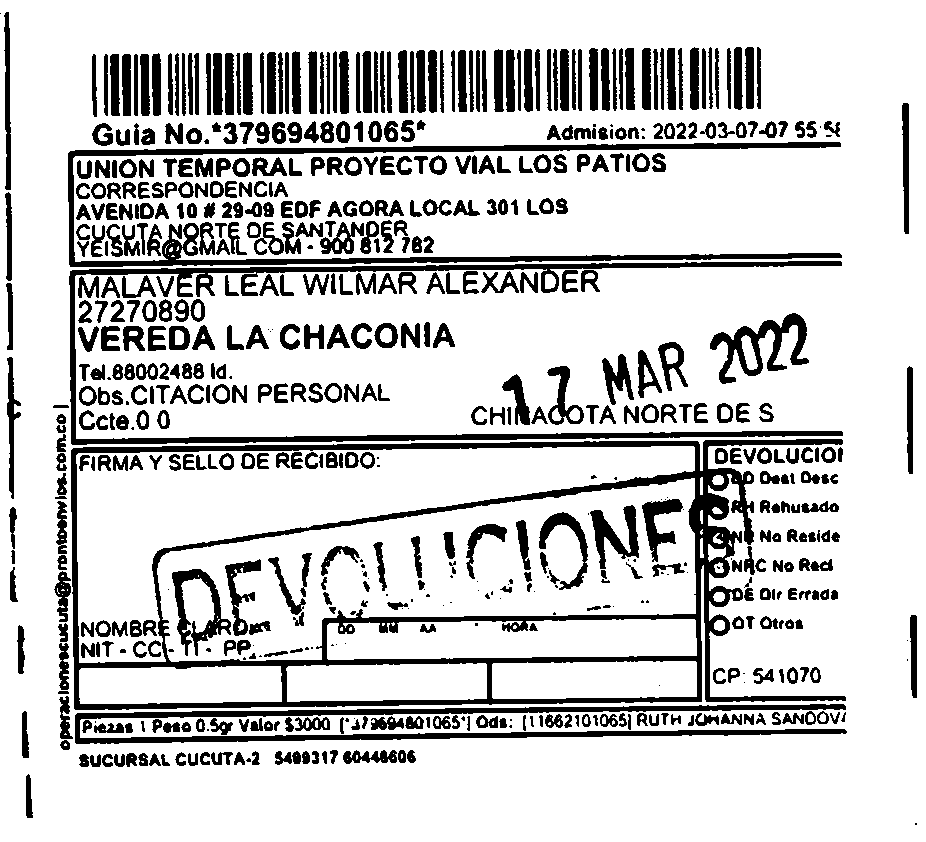 Guia No.*379694801065*
Admision: 2022-03-07-07 55 58
UNION TEMPORAL PROYECTO VIAL LOS PATIOS
CORRESPONDENCIA
AVENIDA 10 # 29-09 EDF AGORA LOCAL 301 LOS
CUCUTA NORTE DE SANTANDER
YEISMIR@GMAIL COM - 900 812 782
MALAVER LEAL WILMAR ALEXANDER
27270890
VEREDA LA CHACONIA
Tel.88002488 Id.
Obs.CITACION PERSONAL
Ccte.0 0
17 MAR 2022
CHINACOTA NORTE DE S
operacionescucuta@prontoenvios.com.co |
FIRMA Y SELLO DE RECIBIDO:
DEVOLUCIONES
NOMBRE CLARO
NIT - CC - TI - PP
DD MM AA HORA
DEVOLUCION
DD Dest Desc
RH Rehusado
NR No Reside
NRC No Recl
DE Dir Errada
OT Otros
CP: 541070
Piezas 1 Peso 0.5gr Valor $3000 [*379694801065*] Ods: [11662101065] RUTH JOHANNA SANDOVA
SUCURSAL CUCUTA-2 5499317 60448606